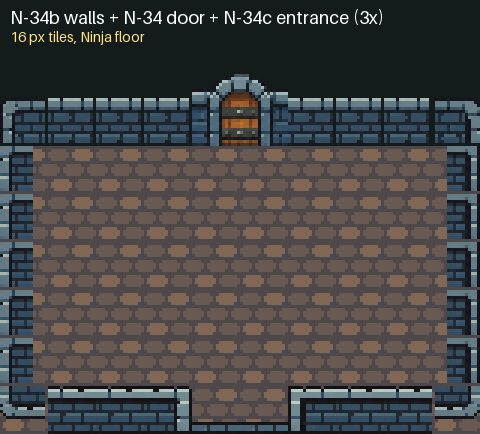 N-34b walls + N-34 door + N-34c entrance (3x)
16 px tiles, Ninja floor